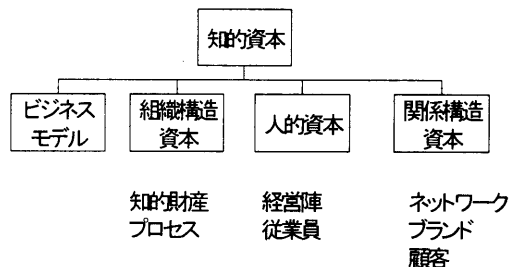 知的資本
ビジネス
モデル
組織構造
資本
人的資本
関係構造
資本
知的財産
プロセス
経営陣
従業員
ネットワーク
ブランド
顧客